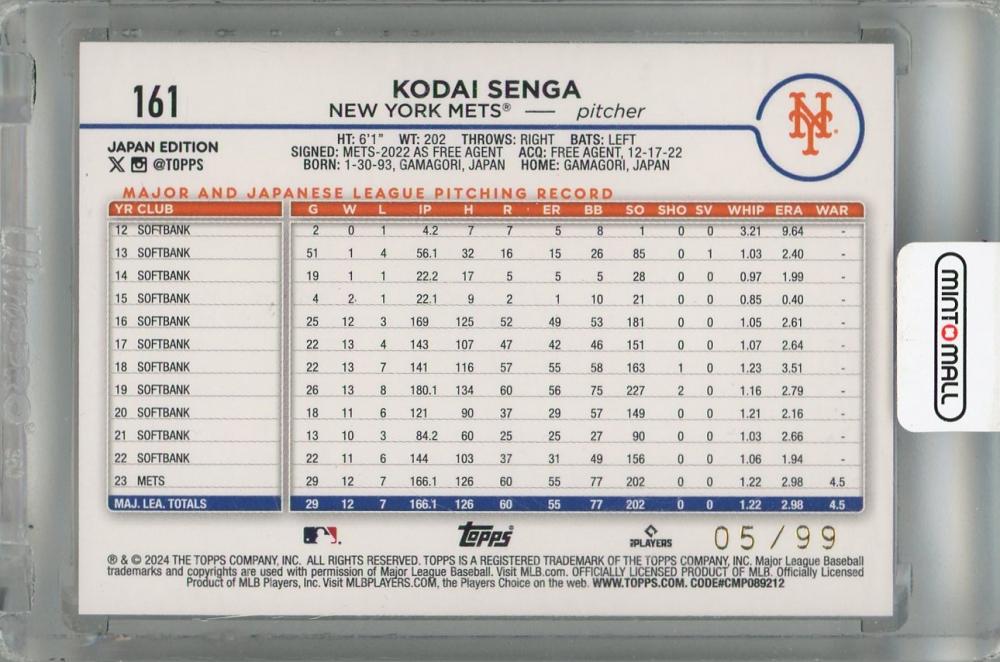 161
KODAI SENGA
NEW YORK METS® — pitcher
NY
JAPAN EDITION
X @TOPPS
HT: 6'1" WT: 202 THROWS: RIGHT BATS: LEFT
SIGNED: METS-2022 AS FREE AGENT ACQ: FREE AGENT, 12-17-22
BORN: 1-30-93, GAMAGORI, JAPAN HOME: GAMAGORI, JAPAN
MAJOR AND JAPANESE LEAGUE PITCHING RECORD
YR CLUB G W L IP H R ER BB SO SHO SV WHIP ERA WAR
12 SOFTBANK 2 0 1 4.2 7 7 5 8 1 0 0 3.21 9.64 -
13 SOFTBANK 51 1 4 56.1 32 16 15 26 85 0 1 1.03 2.40 -
14 SOFTBANK 19 1 1 22.2 17 5 5 5 28 0 0 0.97 1.99 -
15 SOFTBANK 4 2 1 22.1 9 2 1 10 21 0 0 0.85 0.40 -
16 SOFTBANK 25 12 3 169 125 52 49 53 181 0 0 1.05 2.61 -
17 SOFTBANK 22 13 4 143 107 47 42 46 151 0 0 1.07 2.64 -
18 SOFTBANK 22 13 7 141 116 57 55 58 163 1 0 1.23 3.51 -
19 SOFTBANK 26 13 8 180.1 134 60 56 75 227 2 0 1.16 2.79 -
20 SOFTBANK 18 11 6 121 90 37 29 57 149 0 0 1.21 2.16 -
21 SOFTBANK 13 10 3 84.2 60 25 25 27 90 0 0 1.03 2.66 -
22 SOFTBANK 22 11 6 144 103 37 31 49 156 0 0 1.06 1.94 -
23 METS 29 12 7 166.1 126 60 55 77 202 0 0 1.22 2.98 4.5
MAJ. LEA. TOTALS 29 12 7 166.1 126 60 55 77 202 0 0 1.22 2.98 4.5
topps® PLAYERS 05/99
® & © 2024 THE TOPPS COMPANY, INC. ALL RIGHTS RESERVED. TOPPS IS A REGISTERED TRADEMARK OF THE TOPPS COMPANY, INC. Major League Baseball
trademarks and copyrights are used with permission of Major League Baseball. Visit MLB.com. OFFICIALLY LICENSED PRODUCT OF MLB. Officially Licensed
Product of MLB Players, Inc. Visit MLBPLAYERS.COM, the Players Choice on the web. WWW.TOPPS.COM. CODE#CMP089212
MINTOMALL